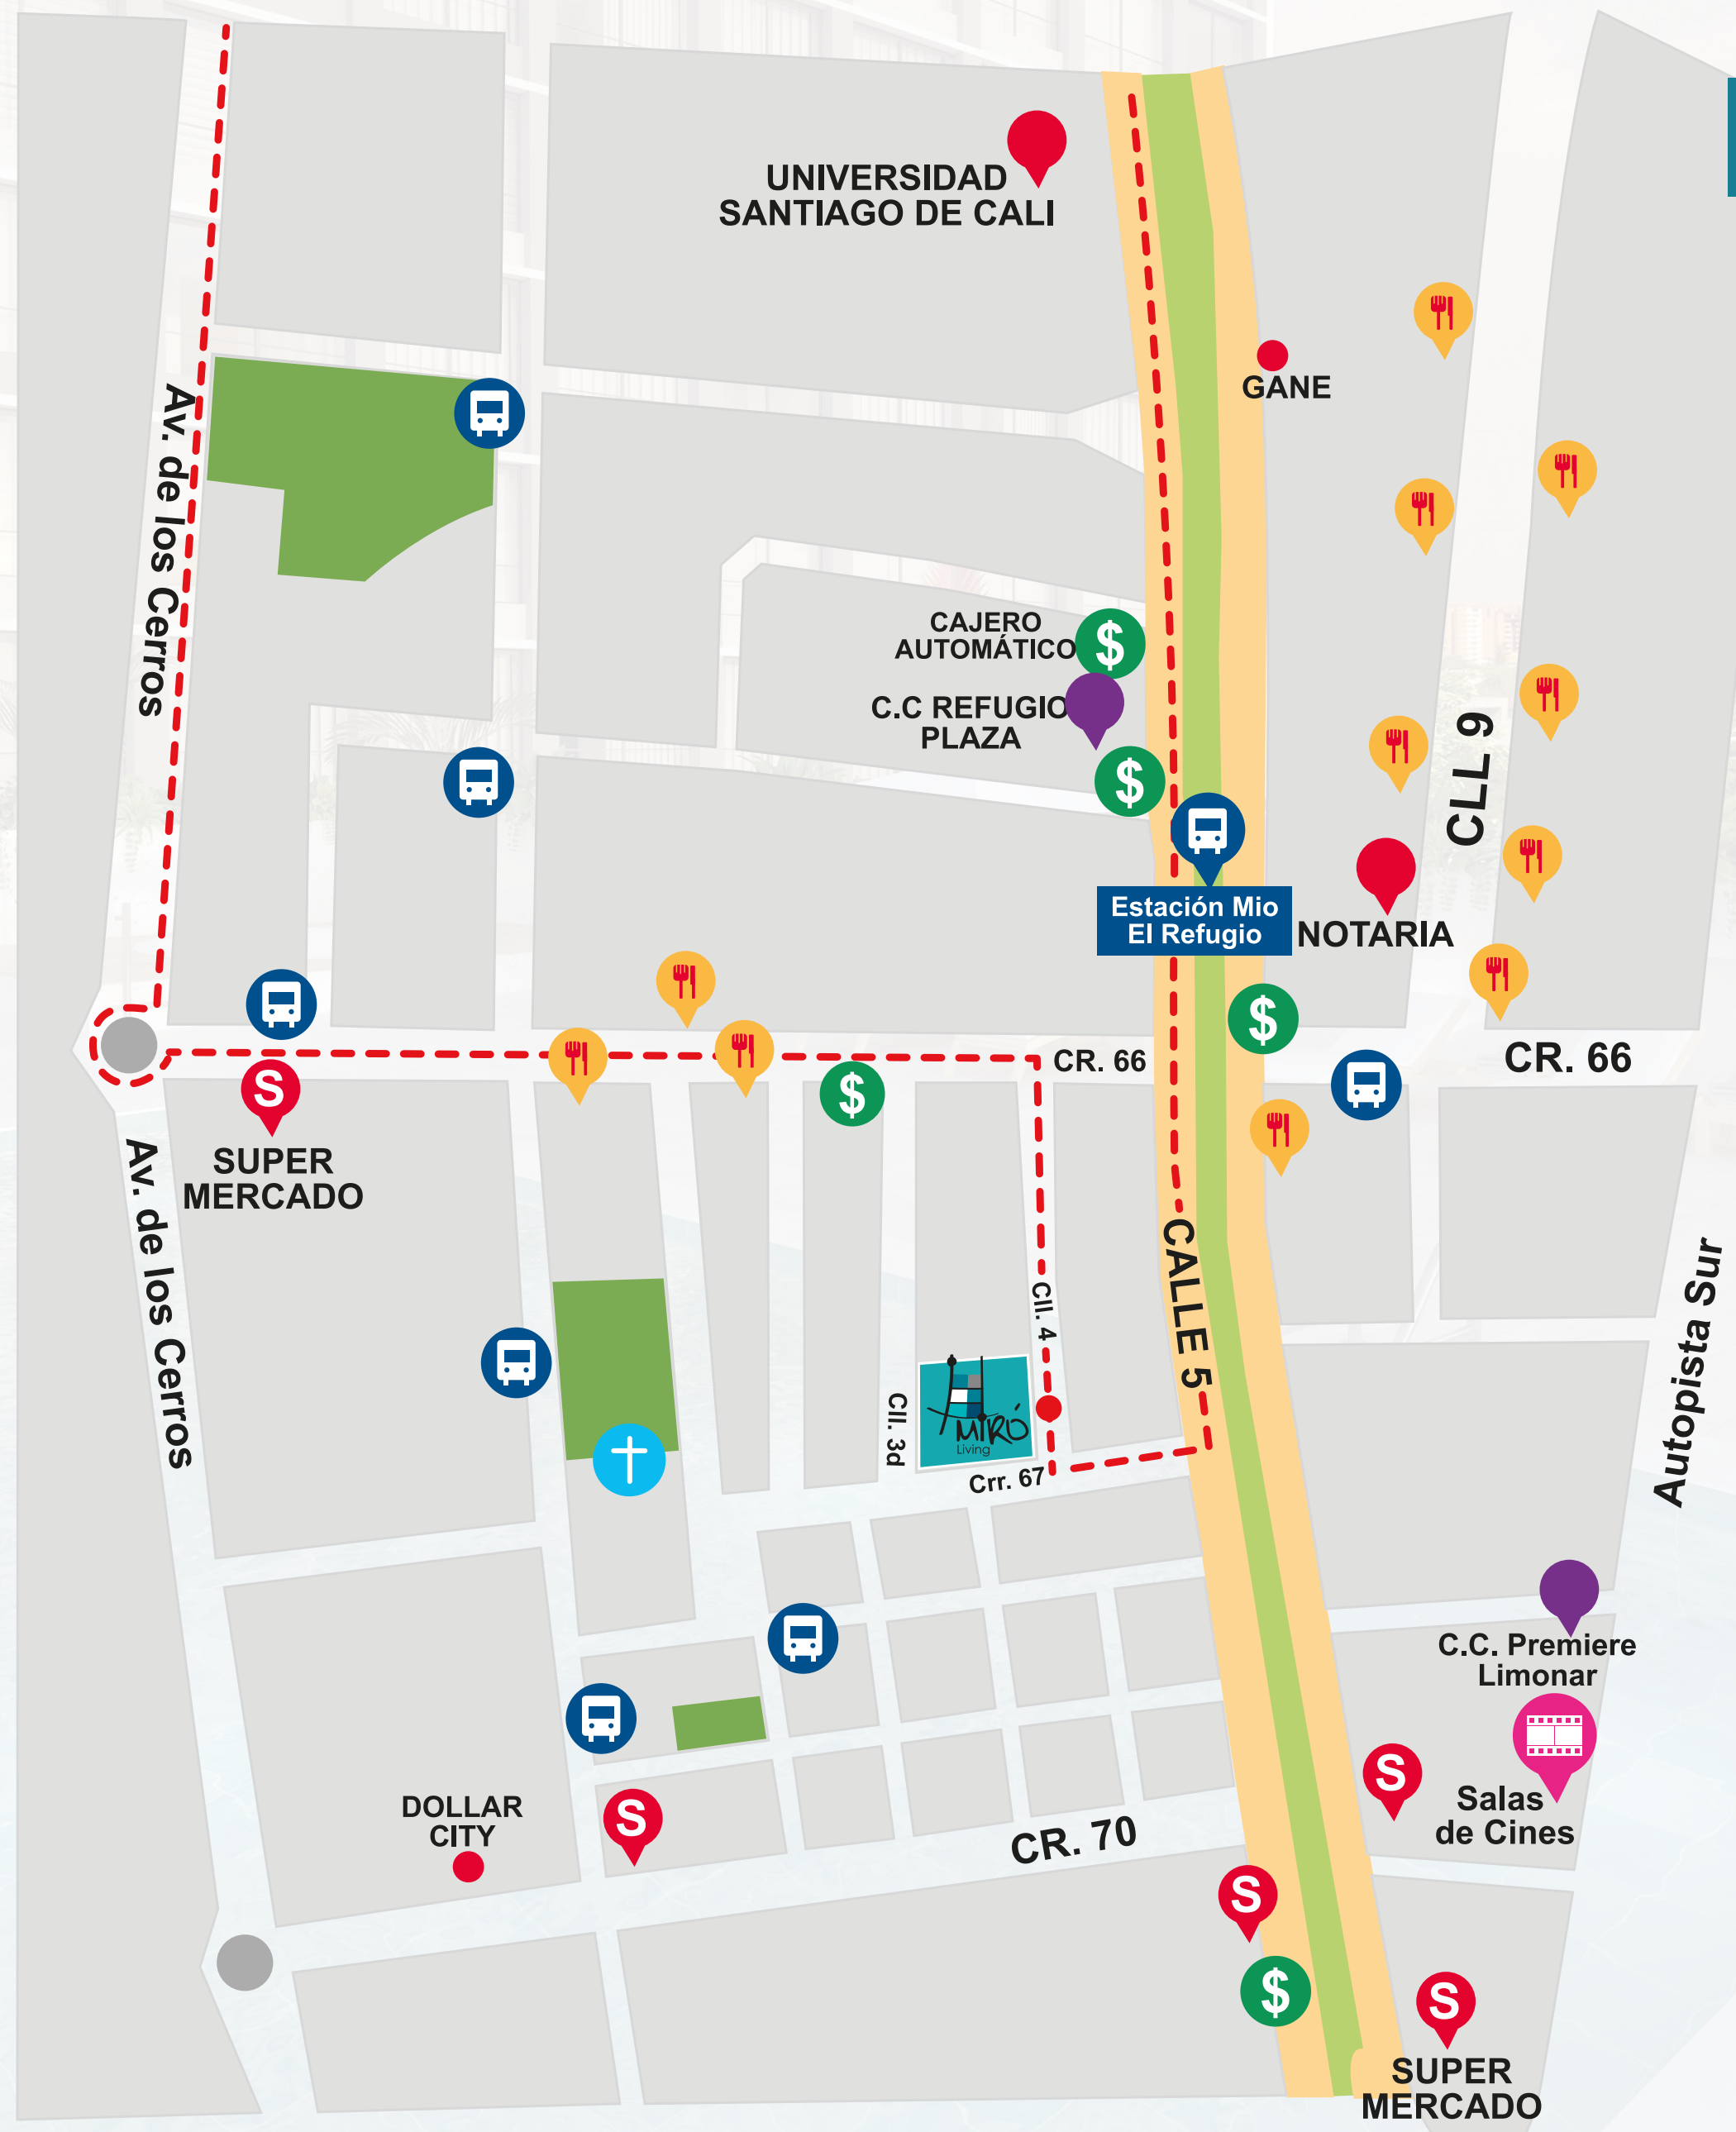 UNIVERSIDAD
SANTIAGO DE CALI
GANE
Av. de los Cerros
CAJERO
AUTOMÁTICO
$
C.C REFUGIO
PLAZA
$
CLL 9
Estación Mio
El Refugio
NOTARIA
$
CR. 66
CR. 66
S
SUPER
MERCADO
$
Av. de los Cerros
CALLE 5
Cll. 4
Autopista Sur
Cll. 3d
MIRÓ
Living
Crr. 67
C.C. Premiere
Limonar
S
Salas
de Cines
DOLLAR
CITY
S
CR. 70
S
$
S
SUPER
MERCADO